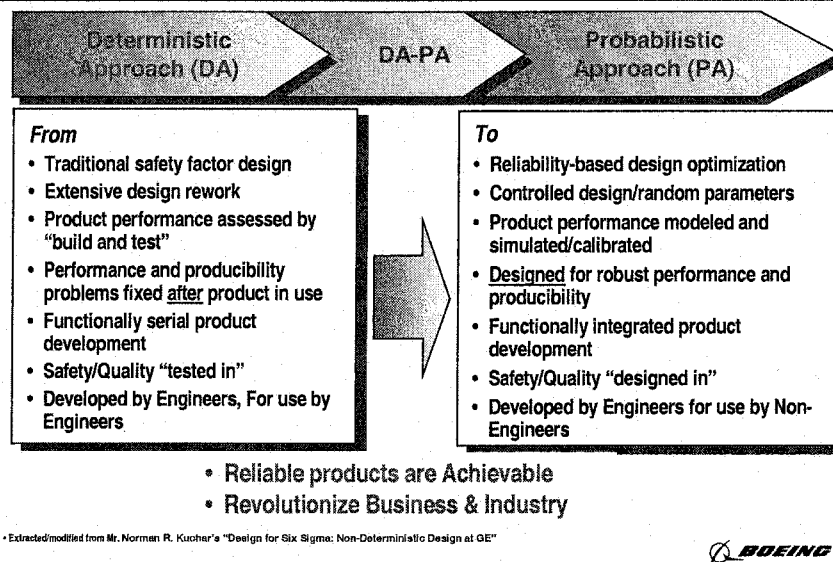 Deterministic
Approach (DA)
DA-PA
Probabilistic
Approach (PA)
From
• Traditional safety factor design
• Extensive design rework
• Product performance assessed by
“build and test”
• Performance and producibility
problems fixed after product in use
• Functionally serial product
development
• Safety/Quality “tested in”
• Developed by Engineers, For use by
Engineers
To
• Reliability-based design optimization
• Controlled design/random parameters
• Product performance modeled and
simulated/calibrated
• Designed for robust performance and
producibility
• Functionally integrated product
development
• Safety/Quality “designed in”
• Developed by Engineers for use by Non-
Engineers
• Reliable products are Achievable
• Revolutionize Business & Industry
• Extracted/modified from Mr. Norman R. Kuchar's "Design for Six Sigma: Non-Deterministic Design at GE"
BOEING